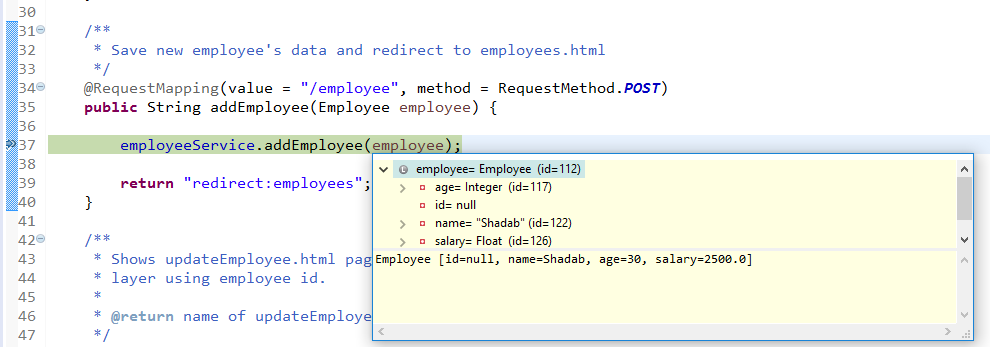 30
31 /**
32 * Save new employee's data and redirect to employees.html
33 */
34 @RequestMapping(value = "/employee", method = RequestMethod.POST)
35 public String addEmployee(Employee employee) {
36
37 employeeService.addEmployee(employee);
38
39 return "redirect:employees";
40 }
41
42 /**
43 * Shows updateEmployee.html pag
44 * layer using employee id.
45 *
46 * @return name of updateEmploye
47 */
employee= Employee (id=112)
age= Integer (id=117)
id= null
name= "Shadab" (id=122)
salary= Float (id=126)
Employee [id=null, name=Shadab, age=30, salary=2500.0]